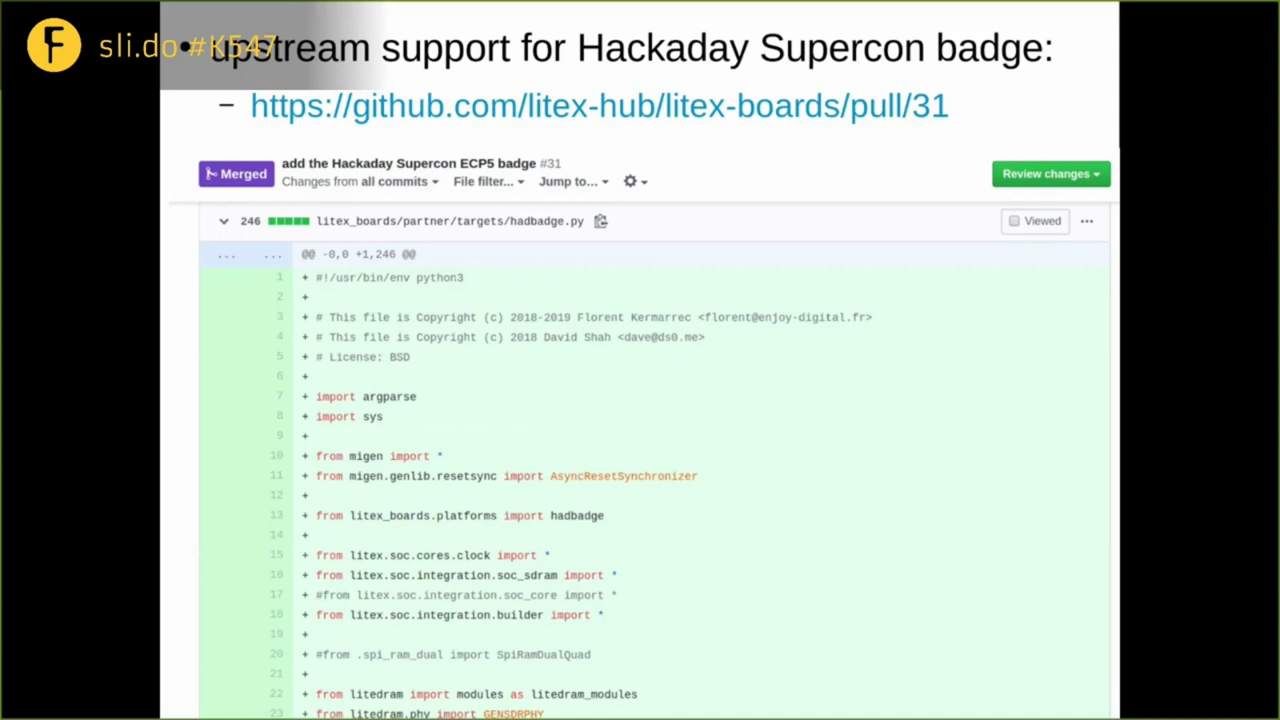 sli.do #K547
• upstream support for Hackaday Supercon badge:
– https://github.com/litex-hub/litex-boards/pull/31
Merged
add the Hackaday Supercon ECP5 badge #31
Changes from all commits File filter... Jump to...
Review changes
246 litex_boards/partner/targets/hadbadge.py
Viewed ...
... ... @@ -0,0 +1,246 @@
1 + #!/usr/bin/env python3
2 +
3 + # This file is Copyright (c) 2018-2019 Florent Kermarrec <florent@enjoy-digital.fr>
4 + # This file is Copyright (c) 2018 David Shah <dave@ds0.me>
5 + # License: BSD
6 +
7 + import argparse
8 + import sys
9 +
10 + from migen import *
11 + from migen.genlib.resetsync import AsyncResetSynchronizer
12 +
13 + from litex_boards.platforms import hadbadge
14 +
15 + from litex.soc.cores.clock import *
16 + from litex.soc.integration.soc_sdram import *
17 + #from litex.soc.integration.soc_core import *
18 + from litex.soc.integration.builder import *
19 +
20 + #from .spi_ram_dual import SpiRamDualQuad
21 +
22 + from litedram import modules as litedram_modules
23 + from litedram.phy import GENSDRPHY